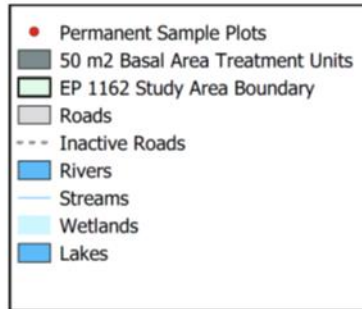 Permanent Sample Plots
50 m2 Basal Area Treatment Units
EP 1162 Study Area Boundary
Roads
Inactive Roads
Rivers
Streams
Wetlands
Lakes